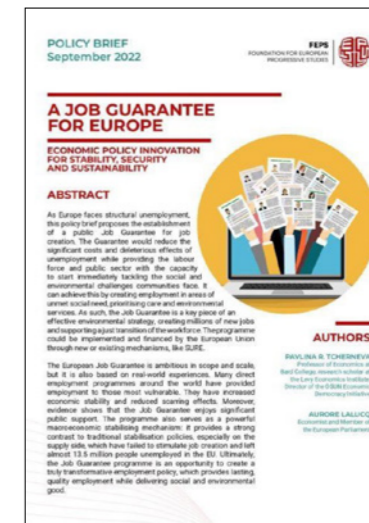 POLICY BRIEF
September 2022
FEPS
FOUNDATION FOR EUROPEAN
PROGRESSIVE STUDIES
A JOB GUARANTEE
FOR EUROPE
ECONOMIC POLICY INNOVATION
FOR STABILITY, SECURITY
AND SUSTAINABILITY
ABSTRACT
As Europe faces structural unemployment,
this policy brief proposes the establishment
of a public Job Guarantee for job
creation. The Guarantee would reduce the
significant costs and deleterious effects of
unemployment while providing the labour
force and public sector with the capacity
to start immediately tackling the social and
environmental challenges communities face. It
can achieve this by creating employment in areas of
unmet social need, prioritising care and environmental
services. As such, the Job Guarantee is a key piece of an
effective environmental strategy, creating millions of new jobs
and supporting a just transition of the workforce. The programme
could be implemented and financed by the European Union
through new or existing mechanisms, like SURE.
The European Job Guarantee is ambitious in scope and scale,
but it is also based on real-world experiences. Many direct
employment programmes around the world have provided
employment to those most vulnerable. They have increased
economic stability and reduced scarring effects. Moreover,
evidence shows that the Job Guarantee enjoys significant
public support. The programme also serves as a powerful
macroeconomic stabilising mechanism: it provides a strong
contrast to traditional stabilisation policies, especially on the
supply side, which have failed to stimulate job creation and left
almost 13.5 million people unemployed in the EU. Ultimately,
the Job Guarantee programme is an opportunity to create a
truly transformative employment policy, which provides lasting,
quality employment while delivering social and environmental
good.
AUTHORS
PAVLINA R. TCHERNEVA
Professor of Economics at
Bard College, research scholar at
the Levy Economics Institute,
Director of the OSUN Economic
Democracy Initiative
AURORE LALUCQ
Economist and Member of
the European Parliament